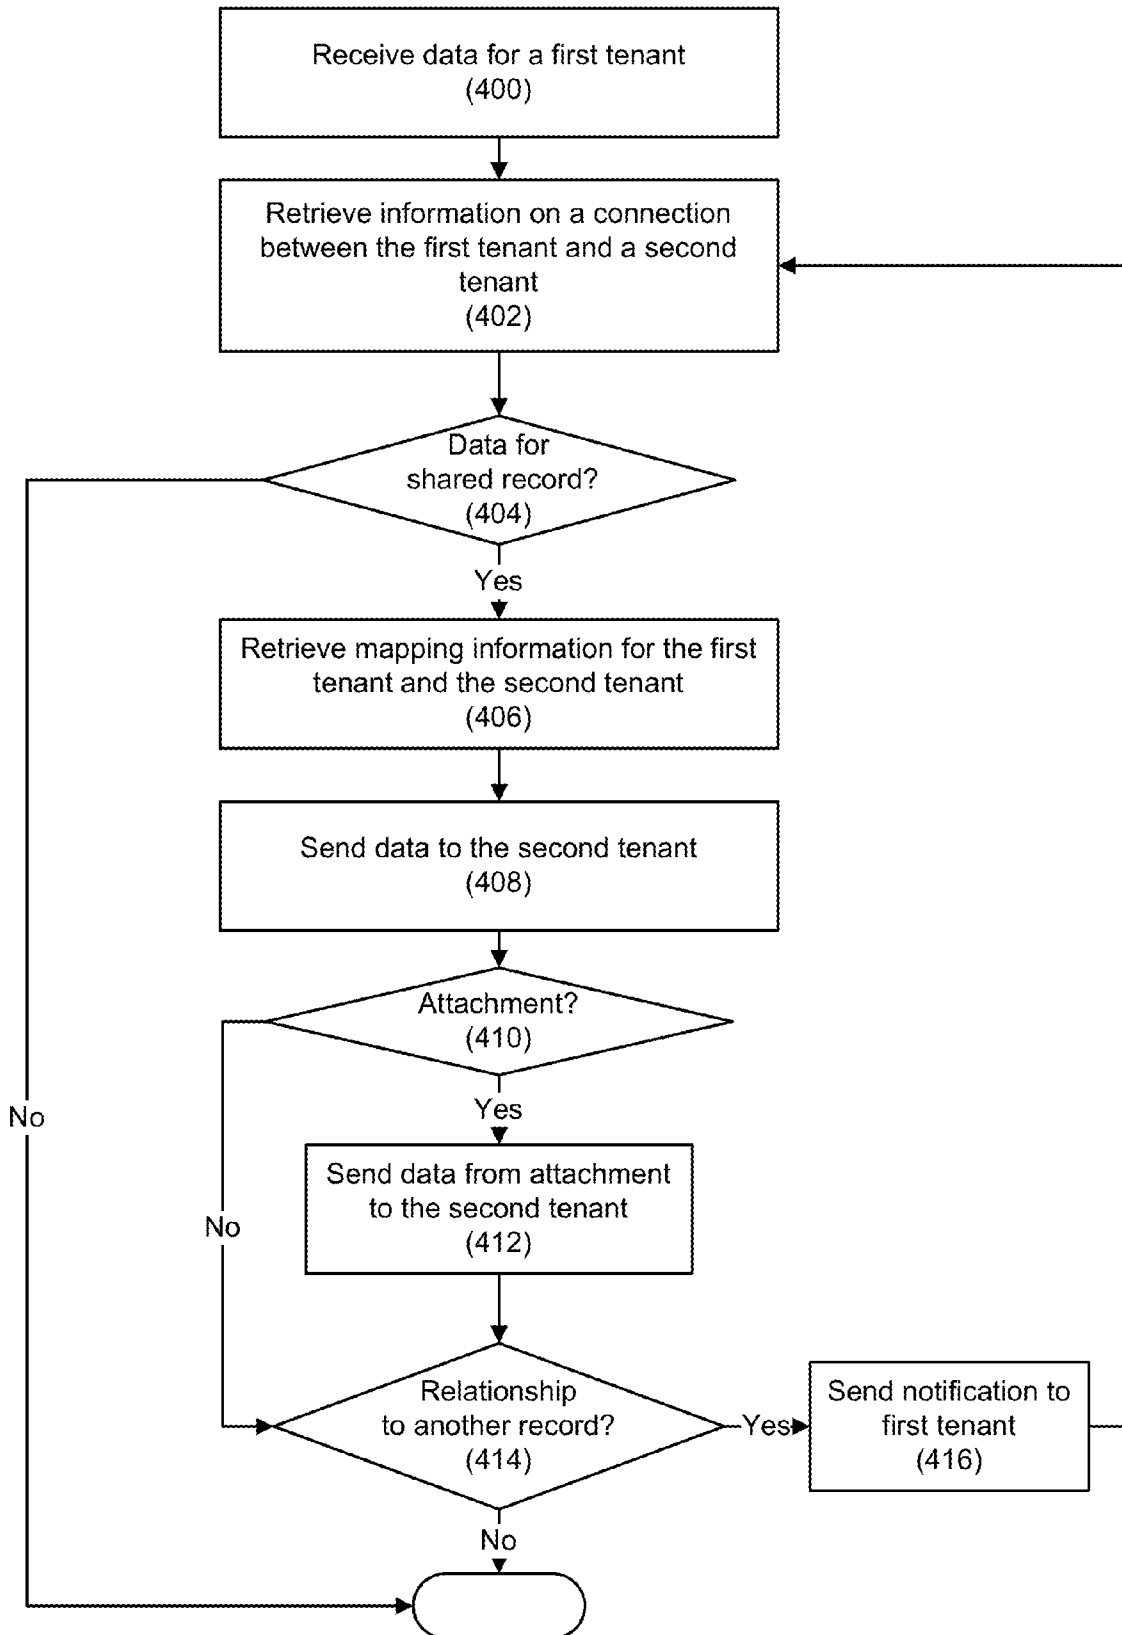 Receive data for a first tenant
(400)
Retrieve information on a connection
between the first tenant and a second
tenant
(402)
Data for
shared record?
(404)
Yes
Retrieve mapping information for the first
tenant and the second tenant
(406)
Send data to the second tenant
(408)
Attachment?
(410)
No
Yes
Send data from attachment
to the second tenant
(412)
No
Relationship
to another record?
(414)
Yes
Send notification to
first tenant
(416)
No